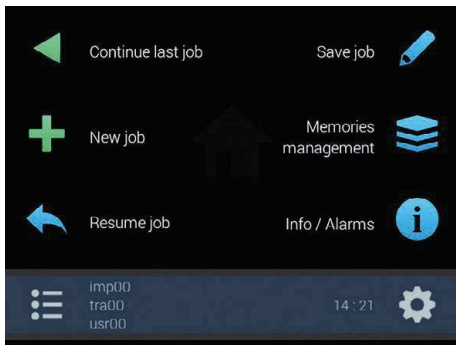 Continue last job
Save job
New job
Memories
management
Resume job
Info / Alarms
i
imp00
tra00
usr00
14:21